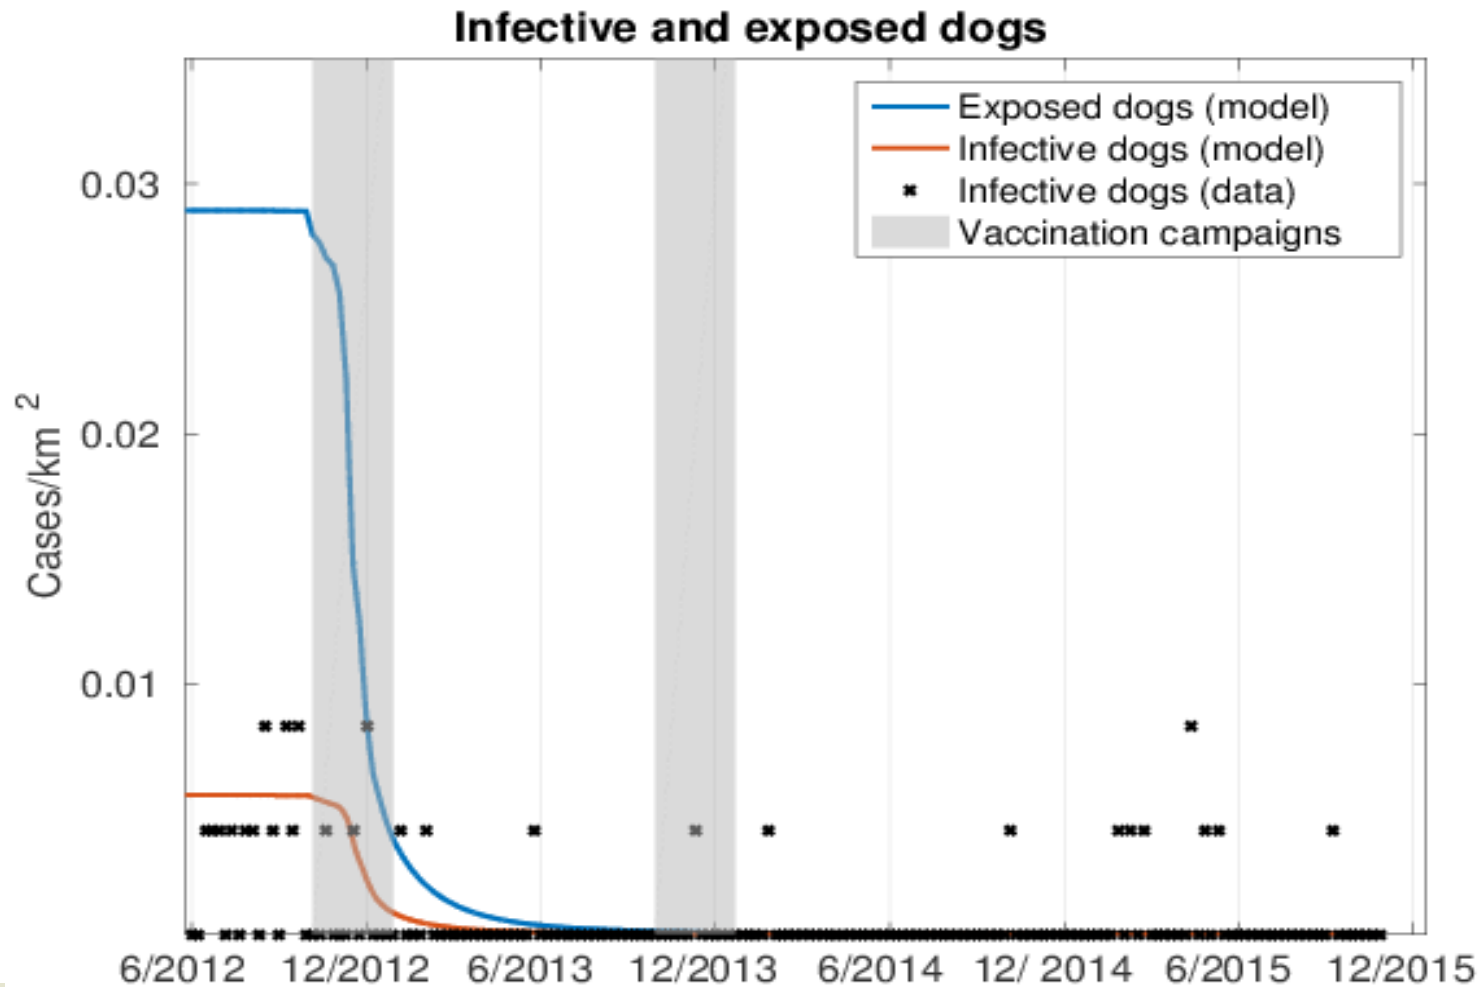 Infective and exposed dogs
Exposed dogs (model)
Infective dogs (model)
Infective dogs (data)
Vaccination campaigns
0.03
0.02
0.01
Cases/km 2
6/2012 12/2012 6/2013 12/2013 6/2014 12/ 2014 6/2015 12/2015